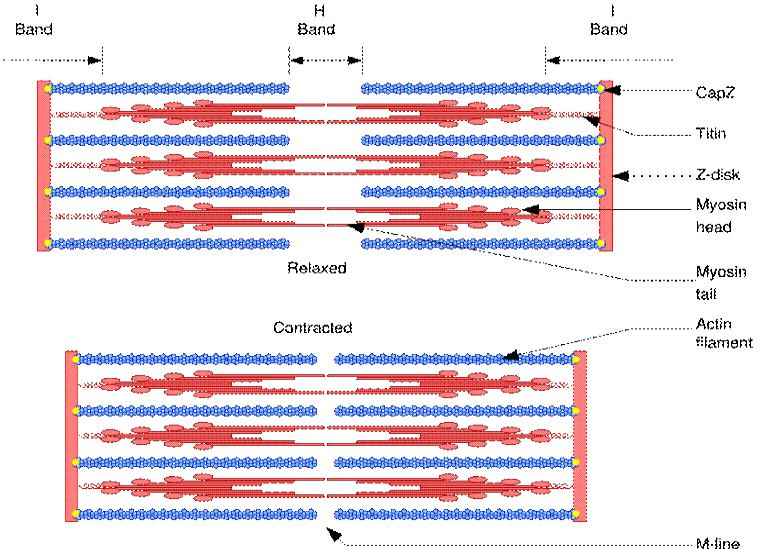 I
Band
H
Band
I
Band
CapZ
Titin
Z-disk
Myosin
head
Relaxed
Myosin
tail
Contracted
Actin
filament
M-line